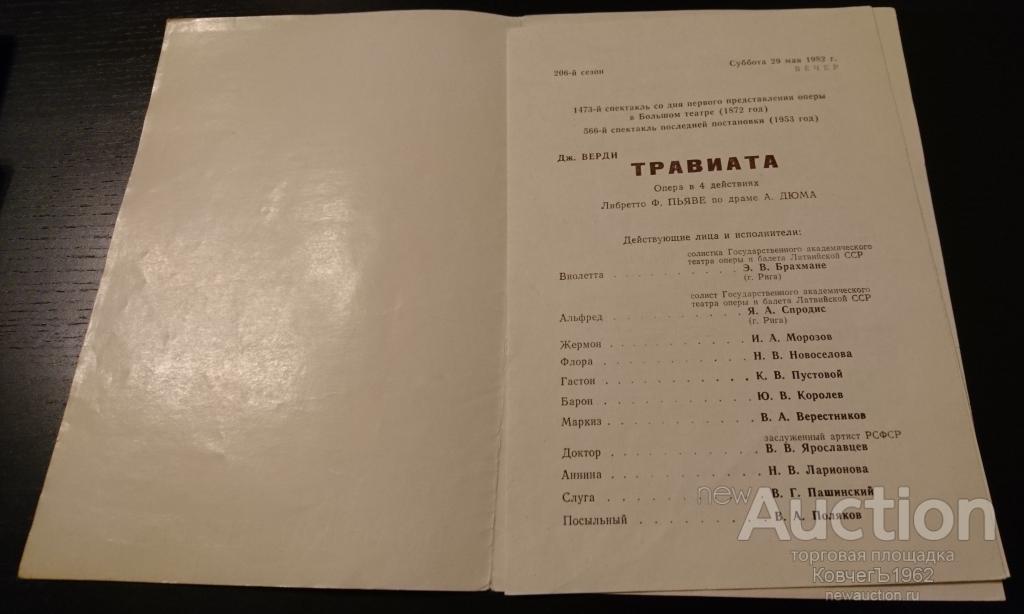 206-й сезон
Суббота 29 мая 1982 г.
ВЕЧЕР
1473-й спектакль со дня первого представления оперы
в Большом театре (1872 год)
566-й спектакль последней постановки (1953 год)
Дж. ВЕРДИ
ТРАВИАТА
Опера в 4 действиях
Либретто Ф. ПЬЯВЕ по драме А. ДЮМА
Действующие лица и исполнители:
солистка Государственного академического
театра оперы и балета Латвийской ССР
Виолетта . . . . . . . . . . Э. В. Брахмане
(г. Рига)
солист Государственного академического
театра оперы и балета Латвийской ССР
Альфред . . . . . . . . . . Я. А. Спродис
(г. Рига)
Жермон . . . . . . . . . . И. А. Морозов
Флора . . . . . . . . . . Н. В. Новоселова
Гастон . . . . . . . . . . К. В. Пустовой
Барон . . . . . . . . . . Ю. В. Королев
Маркиз . . . . . . . . . . В. А. Верестников
заслуженный артист РСФСР
Доктор . . . . . . . . . . В. В. Ярославцев
Аннина . . . . . . . . . . Н. В. Ларионова
Слуга . . . . . . . . . . В. Г. Пашинский
Посыльный . . . . . . . . В. А. Поляков
newAuction
торговая площадка
КовчегЪ1962
newauction.ru